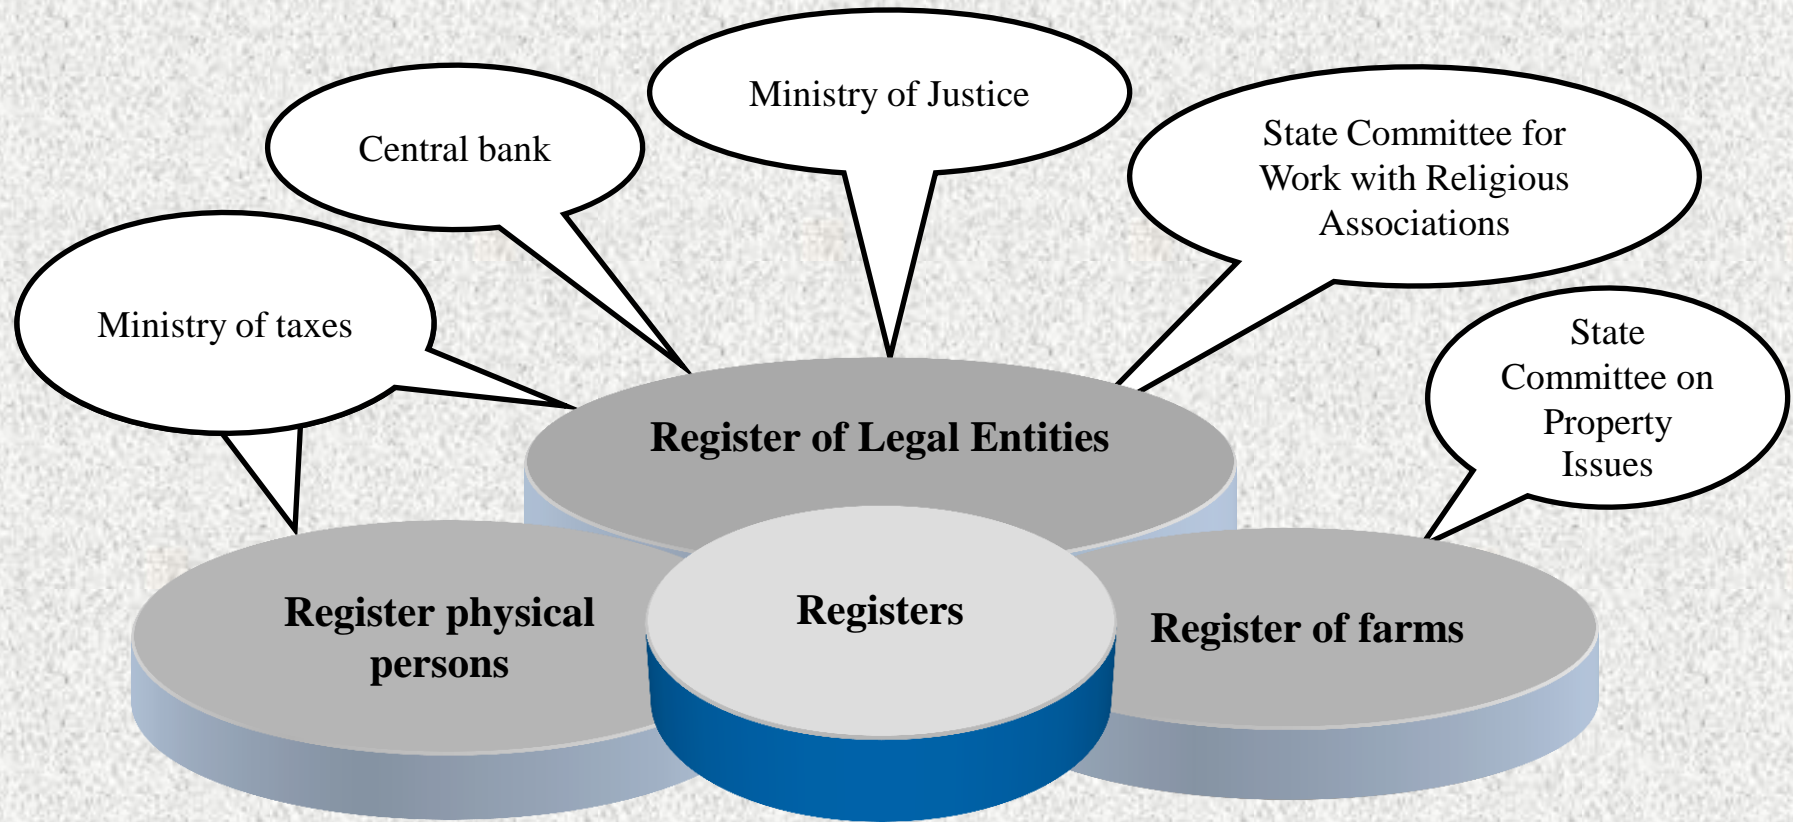 Ministry of Justice
Central bank
State Committee for
Work with Religious
Associations
Ministry of taxes
State
Committee on
Property
Issues
Register of Legal Entities
Register physical
persons
Registers
Register of farms